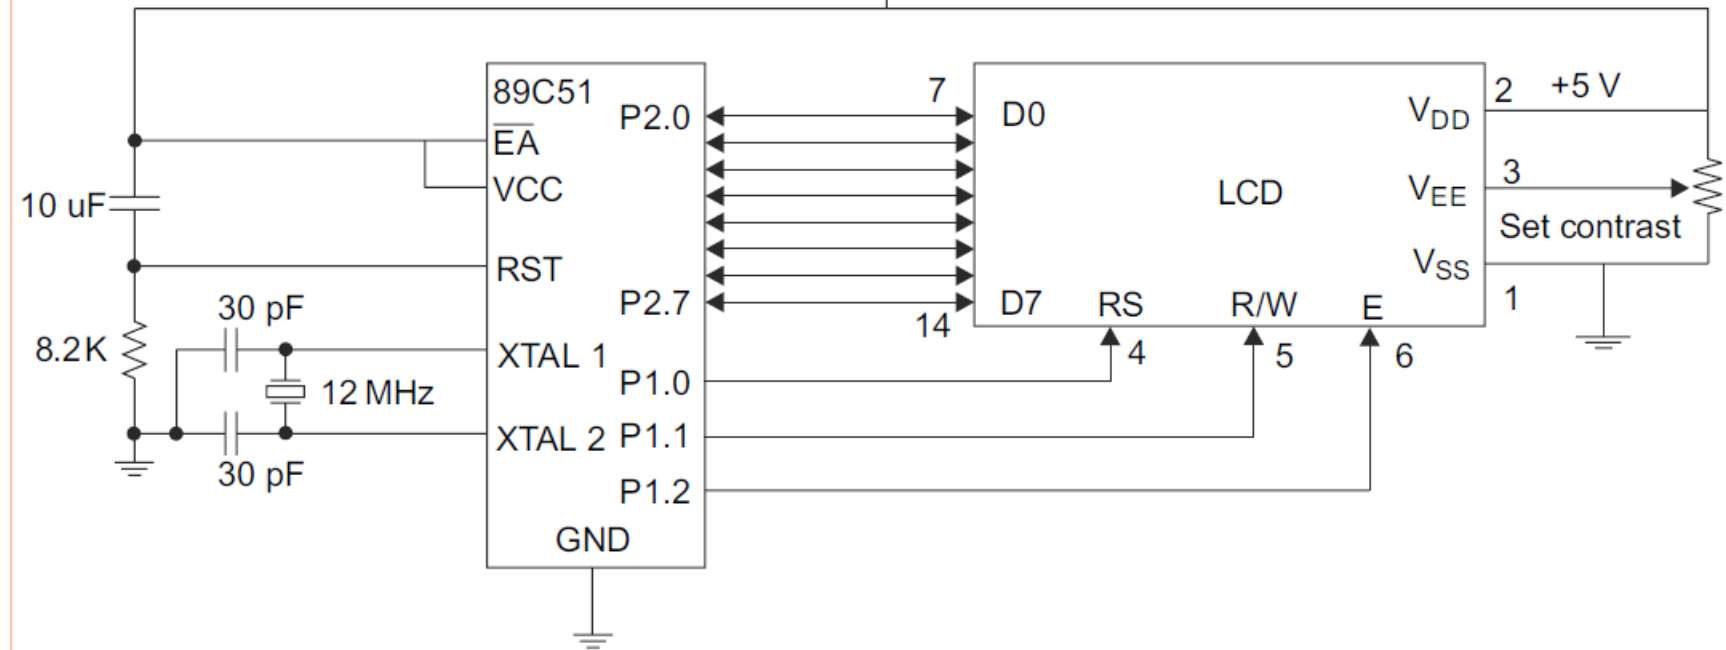 89C51
EA
VCC
RST
XTAL 1
XTAL 2
P2.0
P2.7
P1.0
P1.1
P1.2
GND
10 uF
8.2K
30 pF
12 MHz
30 pF
7
14
D0
D7
LCD
RS
R/W
E
4
5
6
VDD
VEE
VSS
2
+5 V
3
Set contrast
1